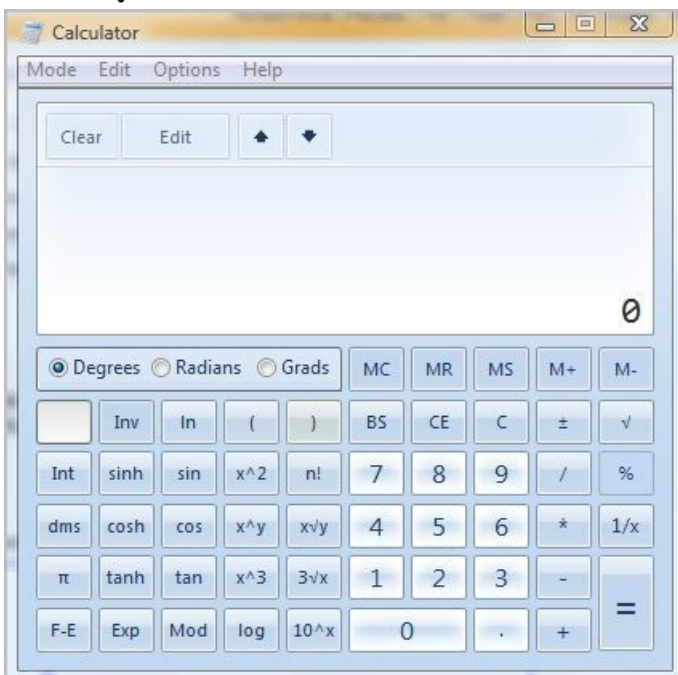 Calculator
Mode Edit Options Help
Clear Edit
0
Degrees Radians Grads MC MR MS M+ M-
Inv ln ( ) BS CE C ± √
Int sinh sin x^2 n! 7 8 9 / %
dms cosh cos x^y x√y 4 5 6 * 1/x
π tanh tan x^3 3√x 1 2 3 - =
F-E Exp Mod log 10^x 0 . +